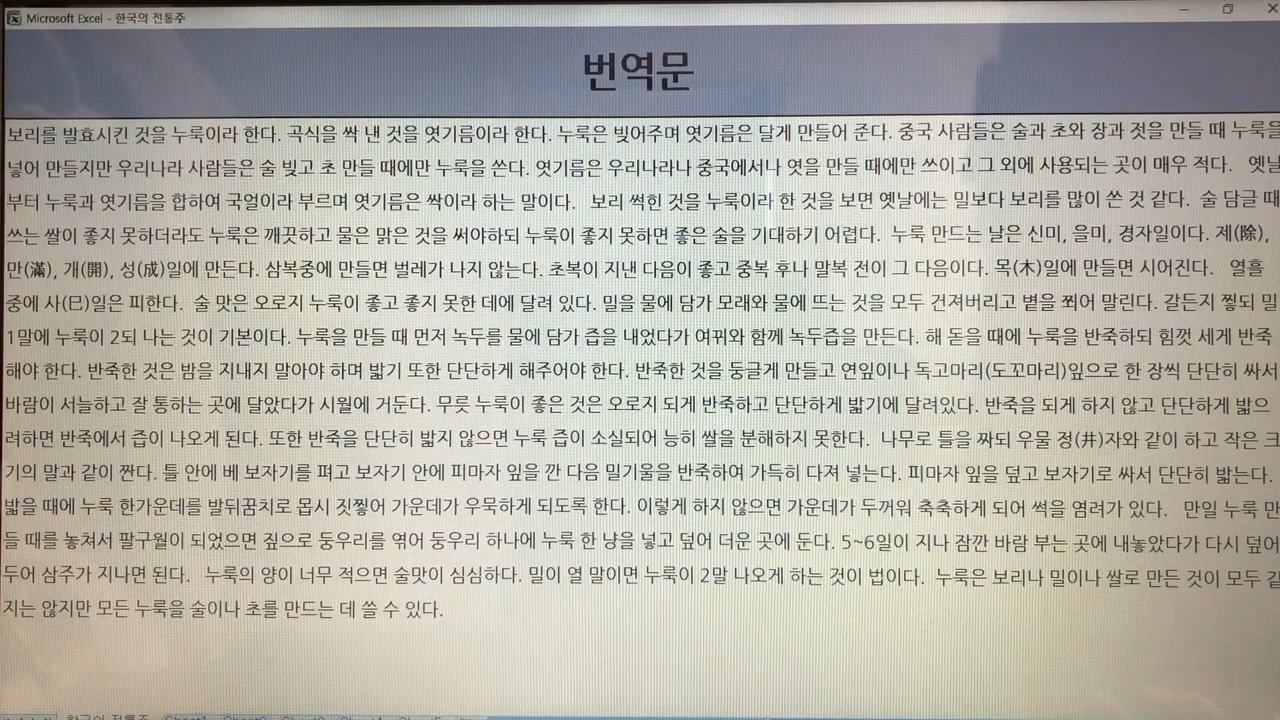 Microsoft Excel - 한국의 전통주
번역문
보리를 발효시킨 것을 누룩이라 한다. 곡식을 싹 낸 것을 엿기름이라 한다. 누룩은 빚어주며 엿기름은 달게 만들어 준다. 중국 사람들은 술과 초와 장과 젓을 만들 때 누룩을
넣어 만들지만 우리나라 사람들은 술 빚고 초 만들 때에만 누룩을 쓴다. 엿기름은 우리나라나 중국에서나 엿을 만들 때에만 쓰이고 그 외에 사용되는 곳이 매우 적다. 옛날
부터 누룩과 엿기름을 합하여 국얼이라 부르며 엿기름은 싹이라 하는 말이다. 보리 썩힌 것을 누룩이라 한 것을 보면 옛날에는 밀보다 보리를 많이 쓴 것 같다. 술 담글 때
쓰는 쌀이 좋지 못하더라도 누룩은 깨끗하고 물은 맑은 것을 써야하되 누룩이 좋지 못하면 좋은 술을 기대하기 어렵다. 누룩 만드는 날은 신미, 을미, 경자일이다. 제(除),
만(滿), 개(開), 성(成)일에 만든다. 삼복중에 만들면 벌레가 나지 않는다. 초복이 지낸 다음이 좋고 중복 후나 말복 전이 그 다음이다. 목(木)일에 만들면 시어진다. 열흘
중에 사(巳)일은 피한다. 술 맛은 오로지 누룩이 좋고 좋지 못한 데에 달려 있다. 밀을 물에 담가 모래와 물에 뜨는 것을 모두 건져버리고 볕을 쬐어 말린다. 갈든지 찧되 밀
1말에 누룩이 2되 나는 것이 기본이다. 누룩을 만들 때 먼저 녹두를 물에 담가 즙을 내었다가 여뀌와 함께 녹두즙을 만든다. 해 돋을 때에 누룩을 반죽하되 힘껏 세게 반죽
해야 한다. 반죽한 것은 밤을 지내지 말아야 하며 밟기 또한 단단하게 해주어야 한다. 반죽한 것을 둥글게 만들고 연잎이나 독고마리(도꼬마리)잎으로 한 장씩 단단히 싸서
바람이 서늘하고 잘 통하는 곳에 달았다가 시월에 거둔다. 무릇 누룩이 좋은 것은 오로지 되게 반죽하고 단단하게 밟기에 달려있다. 반죽을 되게 하지 않고 단단하게 밟으
려하면 반죽에서 즙이 나오게 된다. 또한 반죽을 단단히 밟지 않으면 누룩 즙이 소실되어 능히 쌀을 분해하지 못한다. 나무로 틀을 짜되 우물 정(井)자와 같이 하고 작은 크
기의 말과 같이 짠다. 틀 안에 베 보자기를 펴고 보자기 안에 피마자 잎을 깐 다음 밀기울을 반죽하여 가득히 다져 넣는다. 피마자 잎을 덮고 보자기로 싸서 단단히 밟는다.
밟을 때에 누룩 한가운데를 발뒤꿈치로 몹시 짓찧어 가운데가 우묵하게 되도록 한다. 이렇게 하지 않으면 가운데가 두꺼워 축축하게 되어 썩을 염려가 있다. 만일 누룩 만
들 때를 놓쳐서 팔구월이 되었으면 짚으로 둥우리를 엮어 둥우리 하나에 누룩 한 냥을 넣고 덮어 더운 곳에 둔다. 5~6일이 지나 잠깐 바람 부는 곳에 내놓았다가 다시 덮어
두어 삼주가 지나면 된다. 누룩의 양이 너무 적으면 술맛이 심심하다. 밀이 열 말이면 누룩이 2말 나오게 하는 것이 법이다. 누룩은 보리나 밀이나 쌀로 만든 것이 모두 같
지는 않지만 모든 누룩을 술이나 초를 만드는 데 쓸 수 있다.